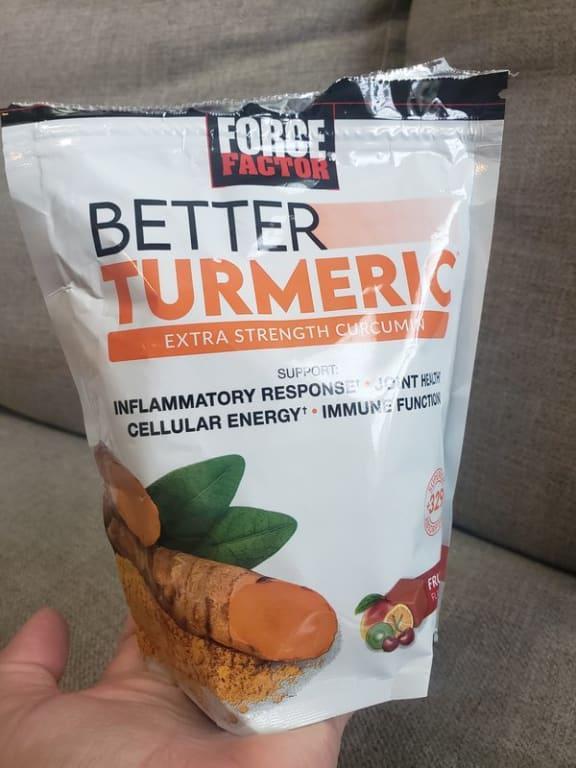 FORCE
FACTOR
BETTER
TURMERIC
EXTRA STRENGTH CURCUMIN
SUPPORT:
INFLAMMATORY RESPONSE† • JOINT HEALTH
CELLULAR ENERGY† • IMMUNE FUNCTION